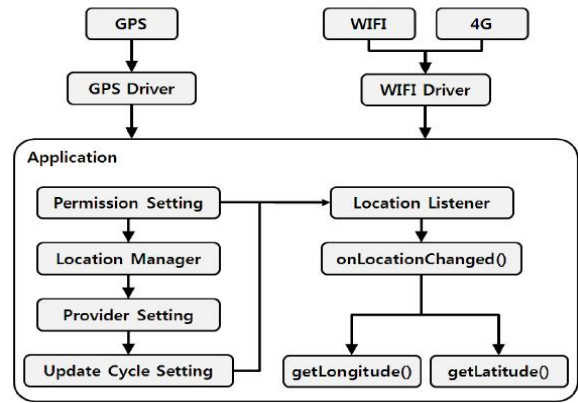 GPS
WIFI
4G
GPS Driver
WIFI Driver
Application
Permission Setting
Location Listener
Location Manager
onLocationChanged()
Provider Setting
Update Cycle Setting
getLongitude()
getLatitude()